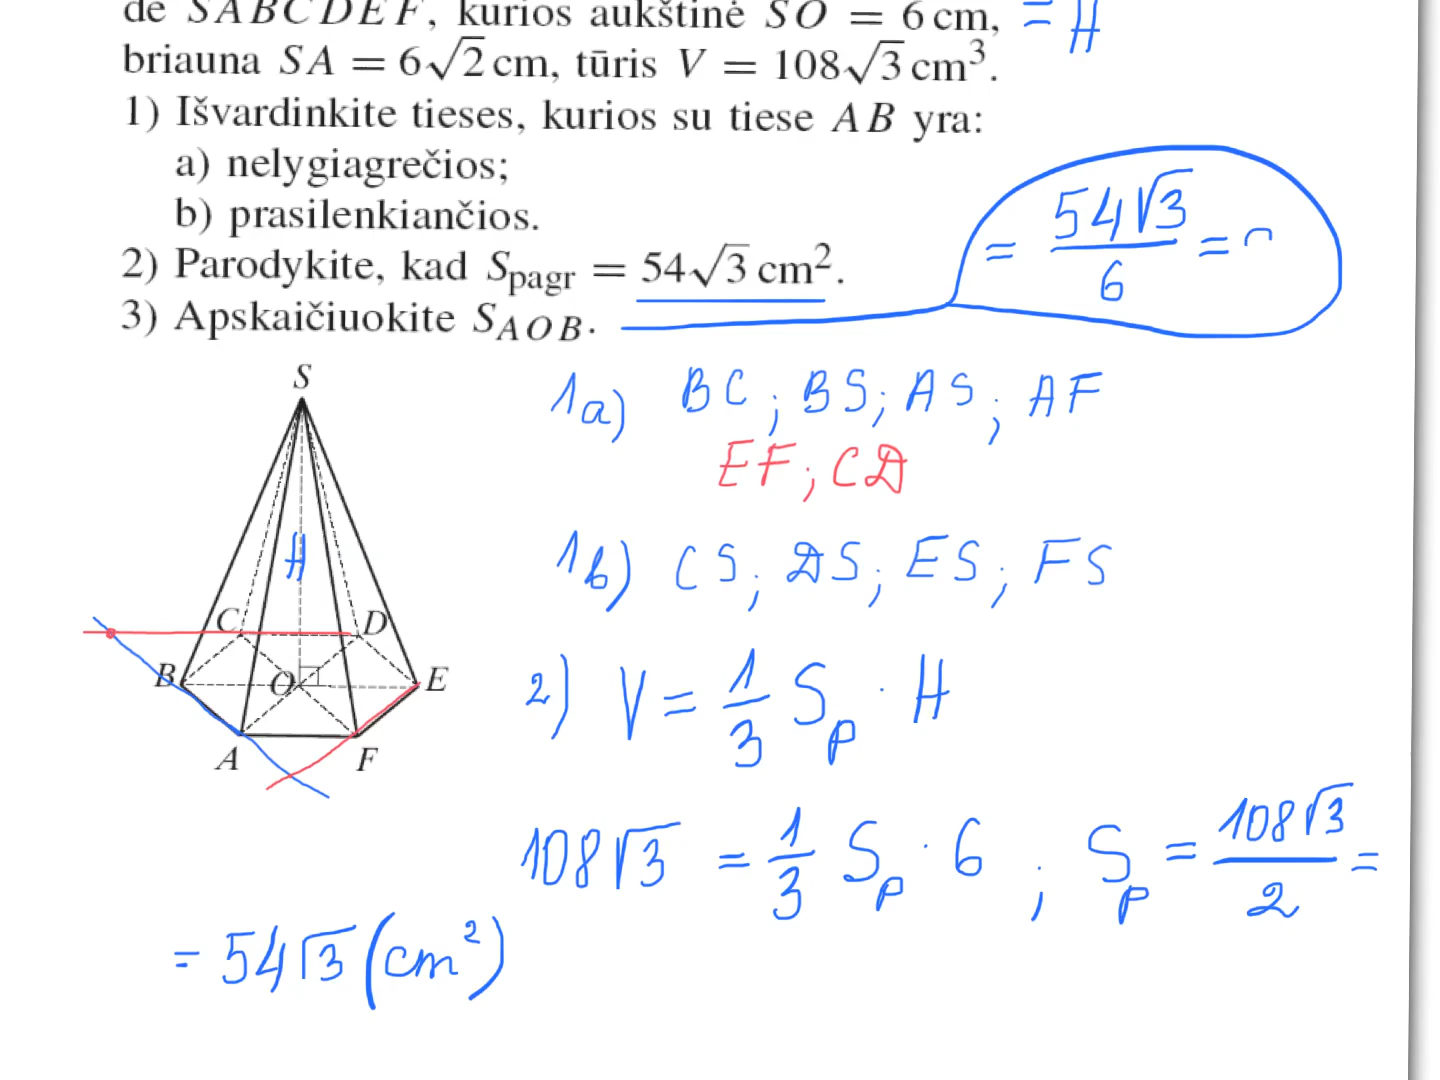 de SABCDEF, kurios aukštinė SO = 6 cm, = H
briauna SA = 6√2 cm, tūris V = 108√3 cm³.
1) Išvardinkite tieses, kurios su tiese AB yra:
a) nelygiagrečios;
b) prasilenkiančios.
2) Parodykite, kad Spagr = 54√3 cm².
3) Apskaičiuokite SAOB.
= 54√3 / 6 =
1a) BC; BS; AS; AF
EF; CD
1b) CS; DS; ES; FS
2) V = 1/3 Sp · H
108√3 = 1/3 Sp · 6 ; Sp = 108√3 / 2 =
= 54√3 (cm²)
S
H
C
D
B
O
E
A
F